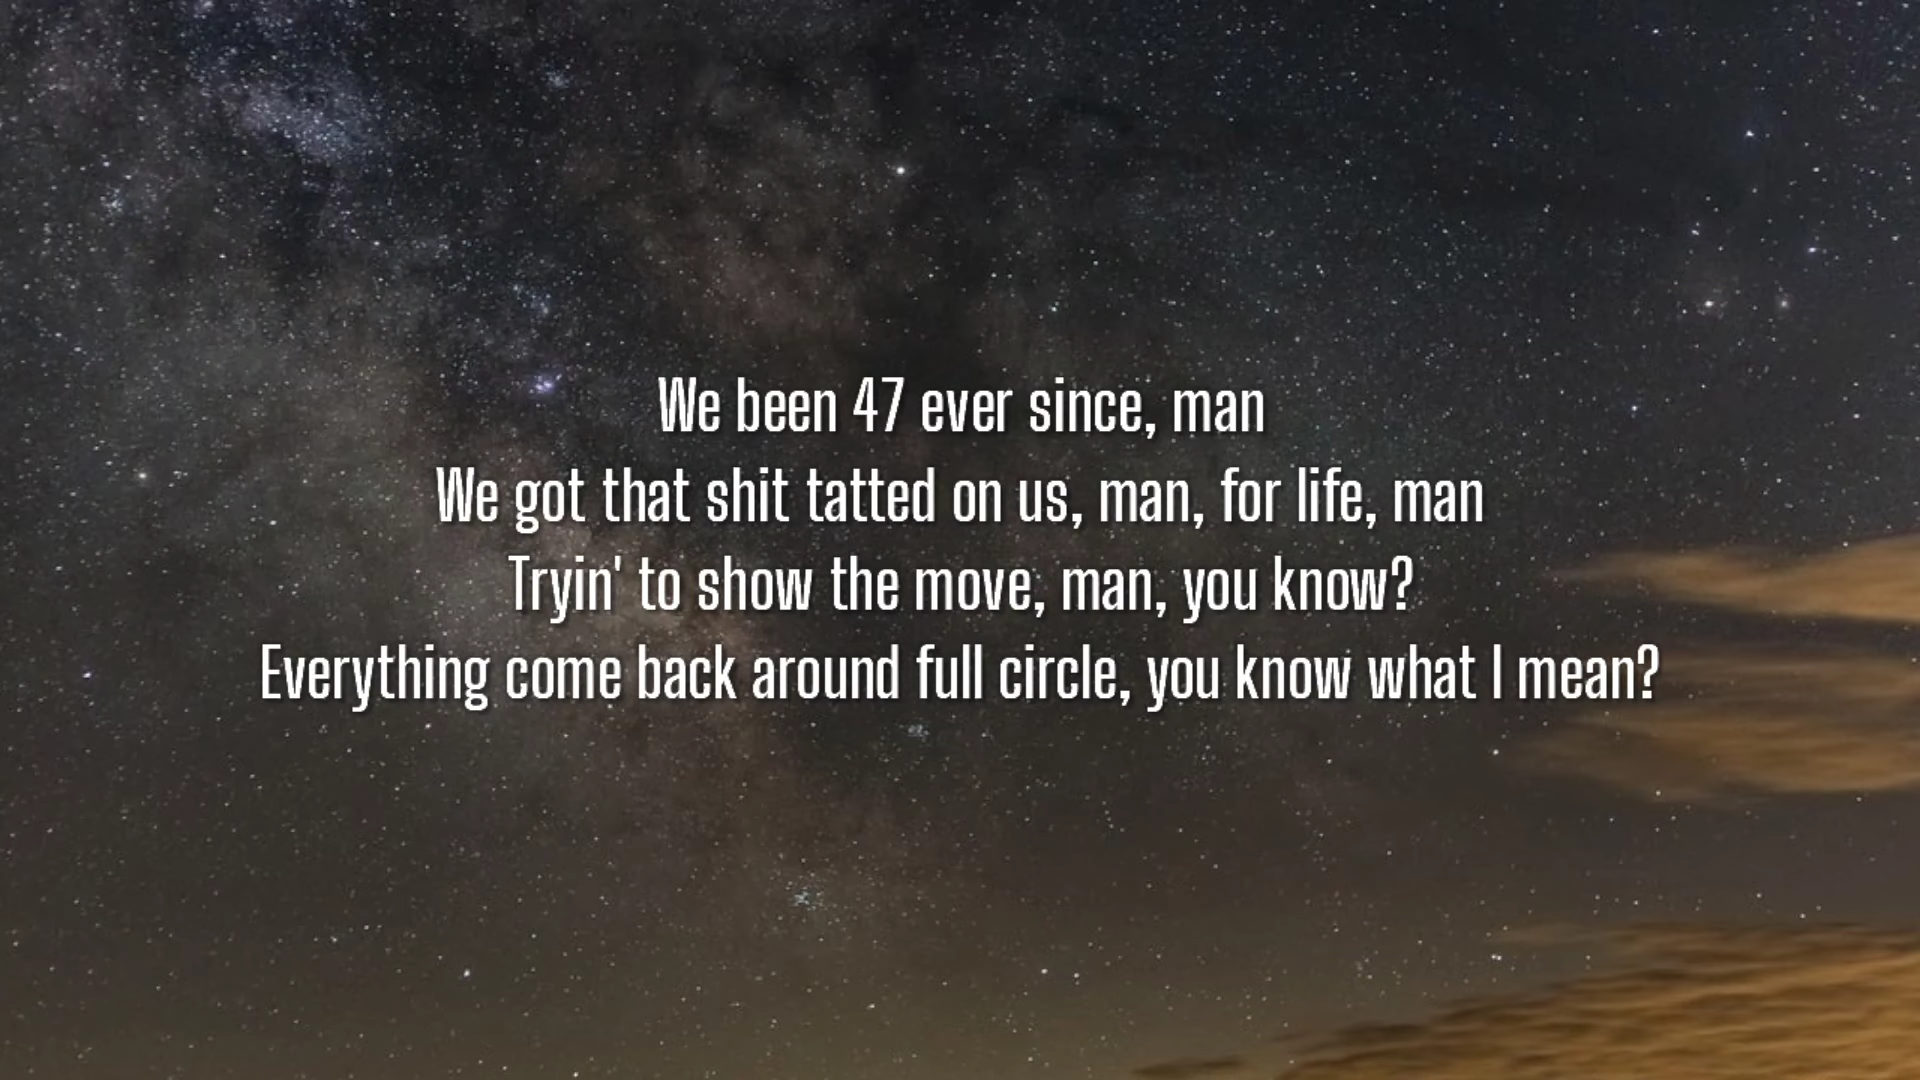 We been 47 ever since, man
We got that shit tatted on us, man, for life, man
Tryin' to show the move, man, you know?
Everything come back around full circle, you know what I mean?